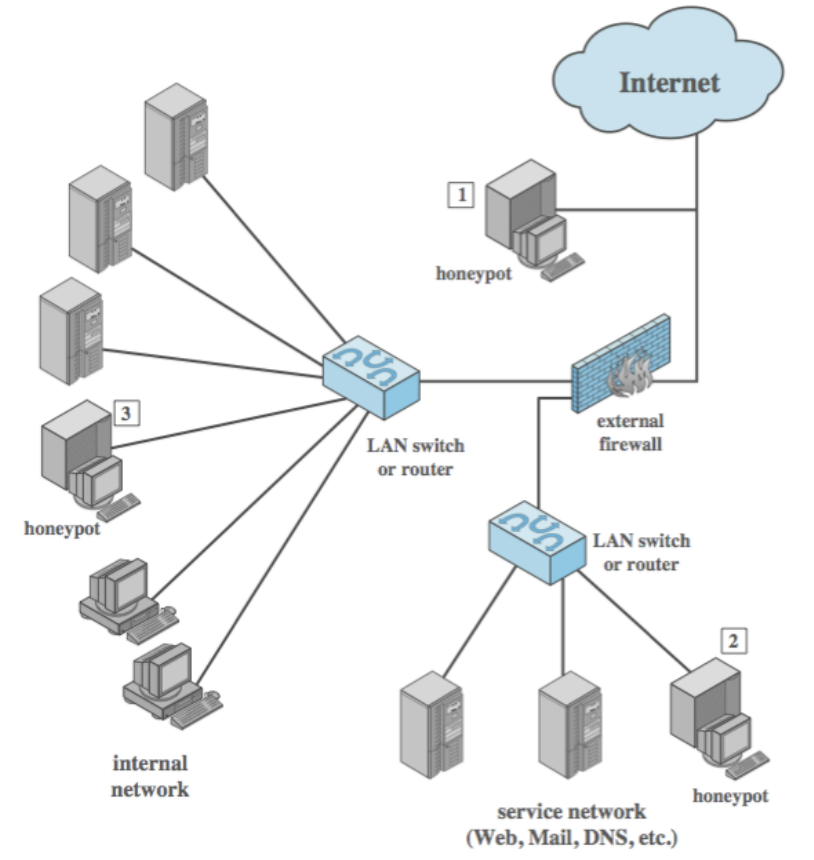 Internet
1
honeypot
external
firewall
LAN switch
or router
3
honeypot
LAN switch
or router
2
internal
network
honeypot
service network
(Web, Mail, DNS, etc.)